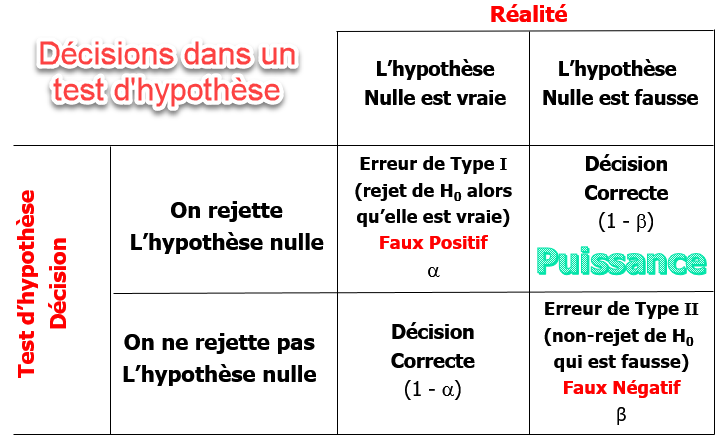 Réalité
Décisions dans un
test d'hypothèse
L'hypothèse
Nulle est vraie
L'hypothèse
Nulle est fausse
Test d'hypothèse
Décision
On rejette
L'hypothèse nulle
Erreur de Type I
(rejet de H₀ alors
qu'elle est vraie)
Faux Positif
α
Décision
Correcte
(1 - β)
Puissance
On ne rejette pas
L'hypothèse nulle
Décision
Correcte
(1 - α)
Erreur de Type II
(non-rejet de H₀
qui est fausse)
Faux Négatif
β